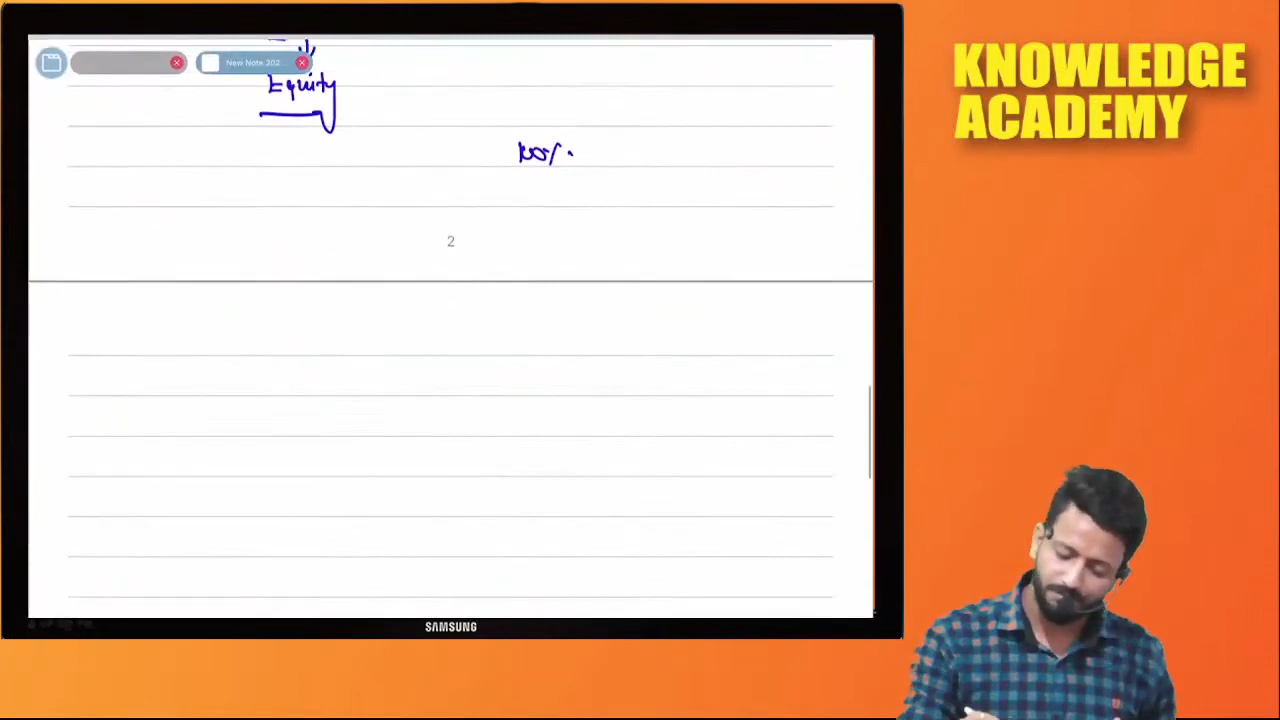 New Note 202...
Equity
100%.
2
SAMSUNG
KNOWLEDGE
ACADEMY